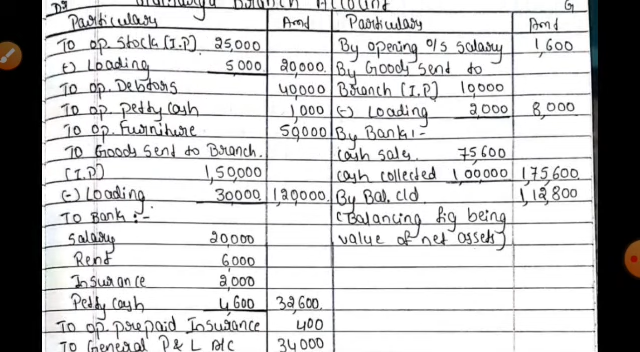 Dr Branch Account G
Particulars Amt Particulars Amt
To op. Stock (I.P) 25,000 By opening o/s salary 1,600
(-) Loading 5000 20,000 By Goods Sent to
To op. Debtors 40,000 Branch (I.P) 10,000
To op. petty cash 1,000 (-) Loading 2,000 8,000
To op. Furniture 50,000 By Bank :-
To Goods Sent to Branch. cash sales 75,600
(I.P) 1,50,000 cash collected 1,00,000 1,75,600
(-) Loading 30000 1,20,000 By Bal. c/d 1,12,800
To Bank :- (Balancing fig being
Salary 20,000 value of net assets)
Rent 6,000
Insurance 2,000
Petty cash 4,600 32,600
To op. prepaid Insurance 400
To General P & L A/c 34000